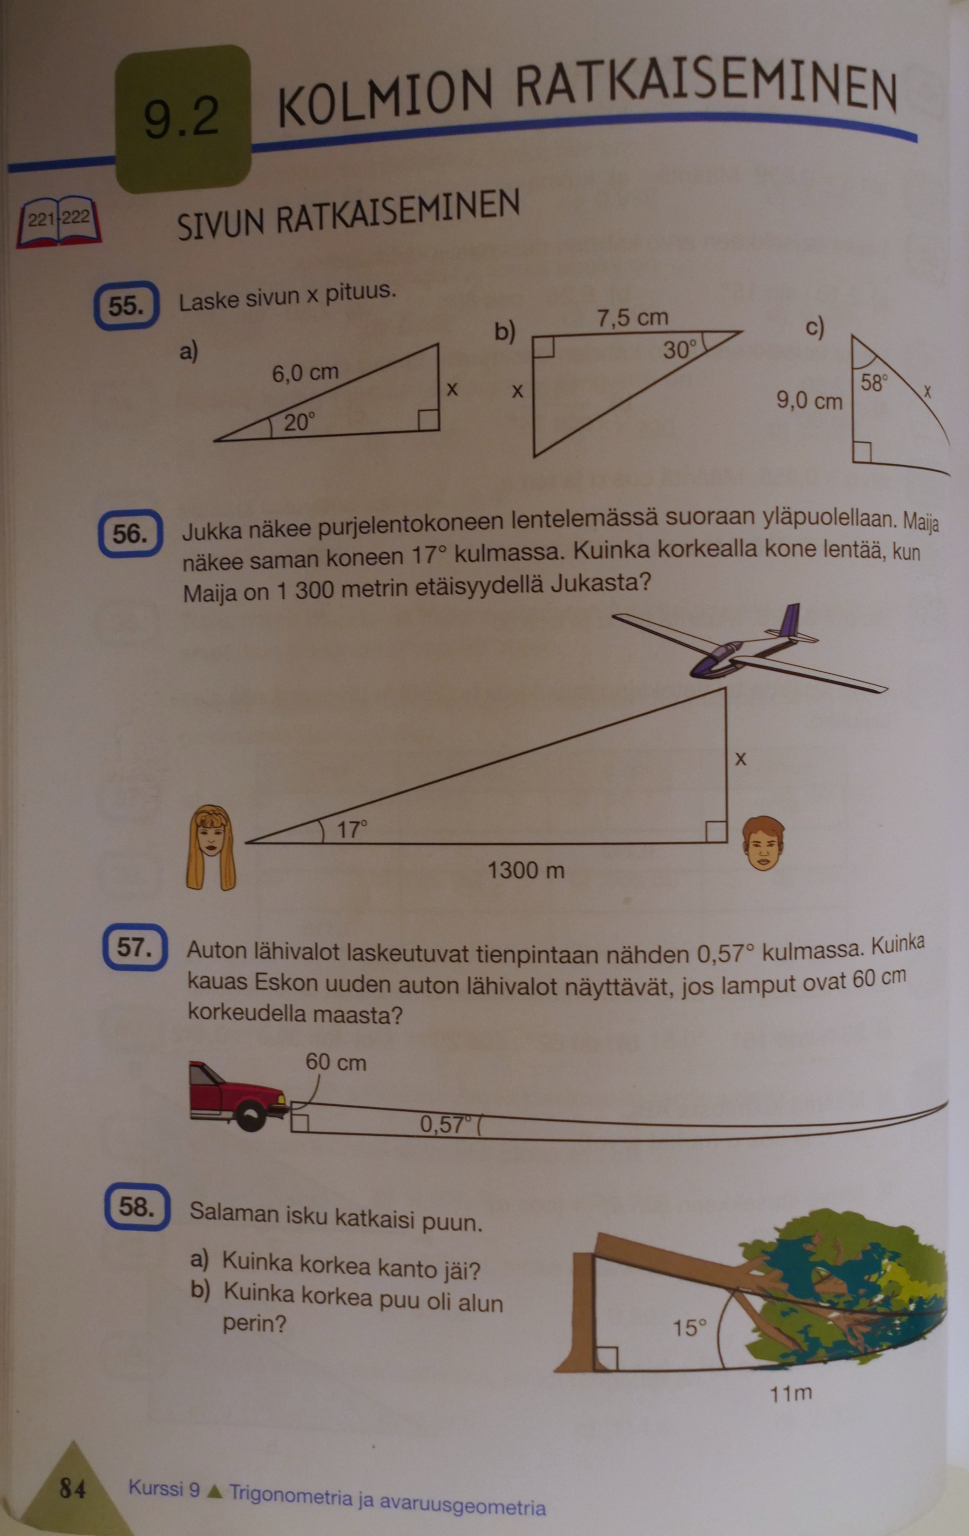 9.2 KOLMION RATKAISEMINEN
221-222
SIVUN RATKAISEMINEN
55. Laske sivun x pituus.
a)
6,0 cm
20°
x
b)
7,5 cm
30°
x
c)
58°
9,0 cm
x
56. Jukka näkee purjelentokoneen lentelemässä suoraan yläpuolellaan. Maija
näkee saman koneen 17° kulmassa. Kuinka korkealla kone lentää, kun
Maija on 1 300 metrin etäisyydellä Jukasta?
x
17°
1300 m
57. Auton lähivalot laskeutuvat tienpintaan nähden 0,57° kulmassa. Kuinka
kauas Eskon uuden auton lähivalot näyttävät, jos lamput ovat 60 cm
korkeudella maasta?
60 cm
0,57°
58. Salaman isku katkaisi puun.
a) Kuinka korkea kanto jäi?
b) Kuinka korkea puu oli alun
perin?
15°
11m
84 Kurssi 9 ▲ Trigonometria ja avaruusgeometria